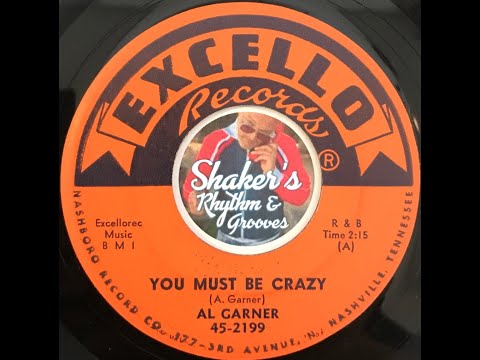 EXCELLO
Records
®
Shaker's
Rhythm &
Grooves
Excellorec
Music
B M I
R & B
Time 2:15
(A)
YOU MUST BE CRAZY
(A. Garner)
AL GARNER
45-2199
NASHBORO RECORD CO., 177-3RD AVENUE, N., NASHVILLE, TENNESSEE